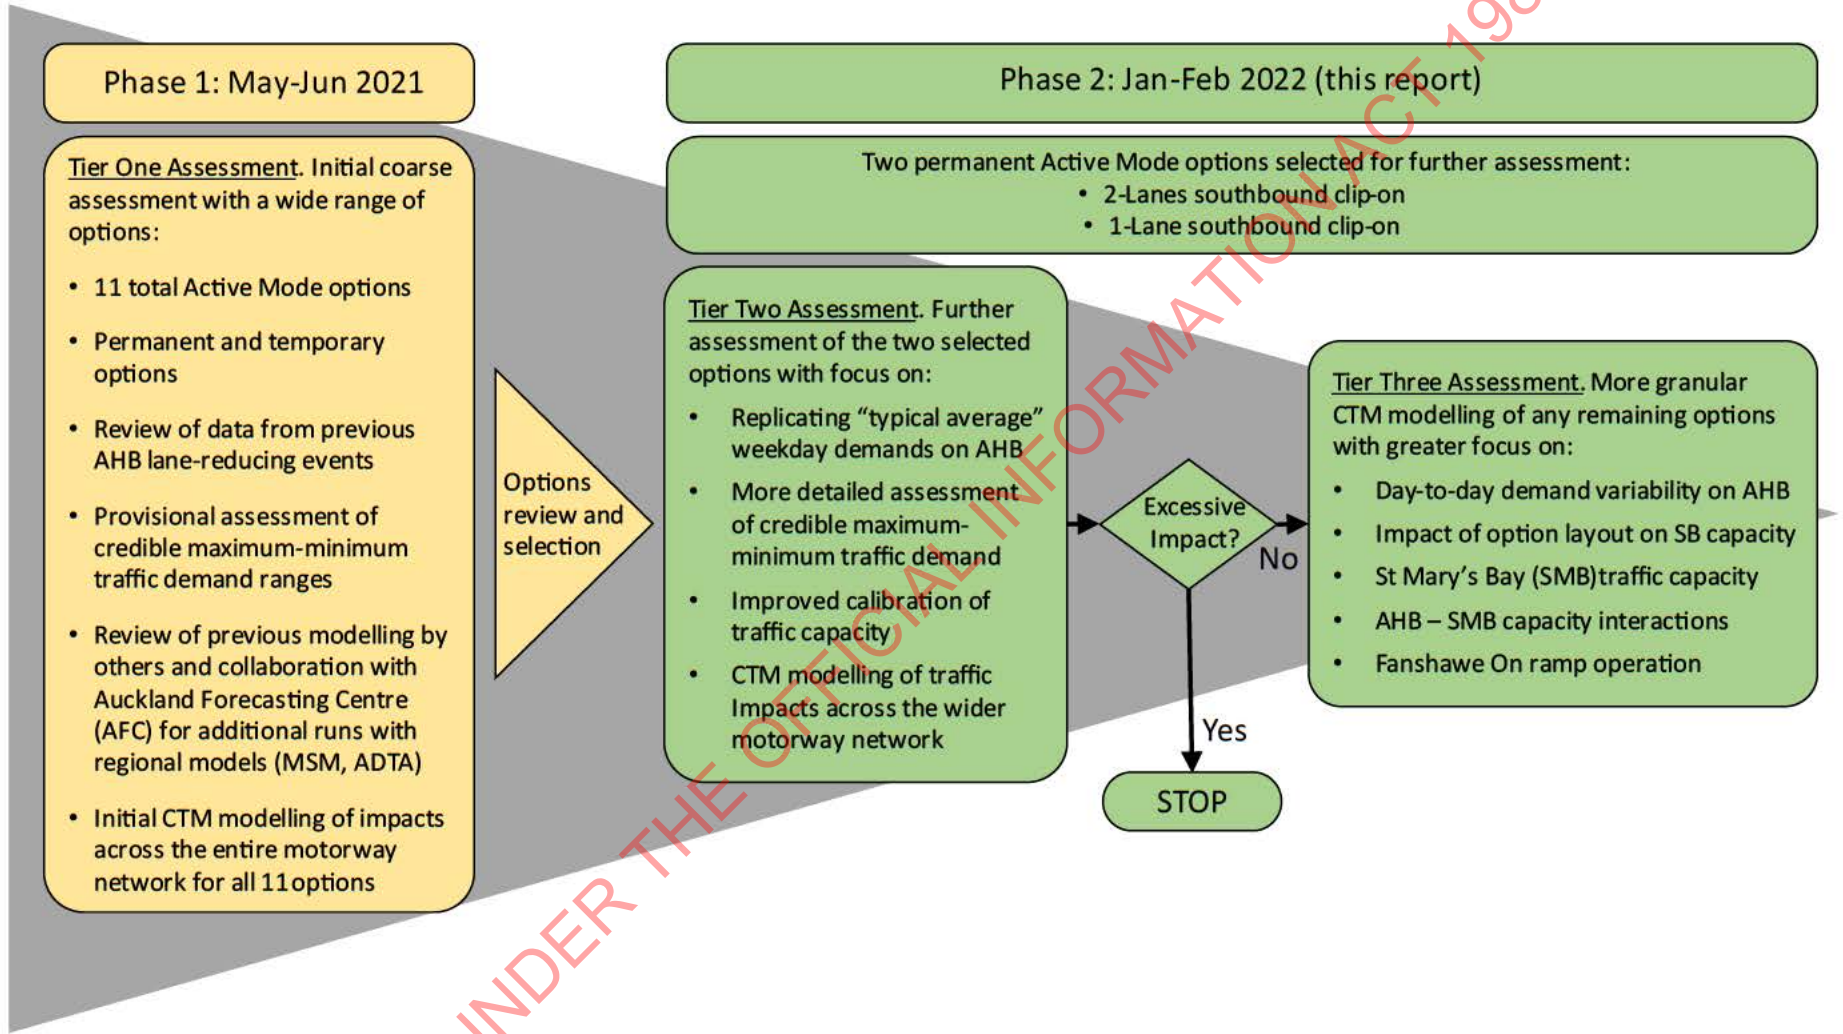 Phase 1: May-Jun 2021
Tier One Assessment. Initial coarse
assessment with a wide range of
options:
• 11 total Active Mode options
• Permanent and temporary
options
• Review of data from previous
AHB lane-reducing events
• Provisional assessment of
credible maximum-minimum
traffic demand ranges
• Review of previous modelling by
others and collaboration with
Auckland Forecasting Centre
(AFC) for additional runs with
regional models (MSM, ADTA)
• Initial CTM modelling of impacts
across the entire motorway
network for all 11options
Options
review and
selection
Phase 2: Jan-Feb 2022 (this report)
Two permanent Active Mode options selected for further assessment:
• 2-Lanes southbound clip-on
• 1-Lane southbound clip-on
Tier Two Assessment. Further
assessment of the two selected
options with focus on:
• Replicating “typical average”
weekday demands on AHB
• More detailed assessment
of credible maximum-
minimum traffic demand
• Improved calibration of
traffic capacity
• CTM modelling of traffic
Impacts across the wider
motorway network
Excessive
Impact?
No
Yes
STOP
Tier Three Assessment. More granular
CTM modelling of any remaining options
with greater focus on:
• Day-to-day demand variability on AHB
• Impact of option layout on SB capacity
• St Mary’s Bay (SMB)traffic capacity
• AHB – SMB capacity interactions
• Fanshawe On ramp operation
UNDER THE OFFICIAL INFORMATION ACT 198